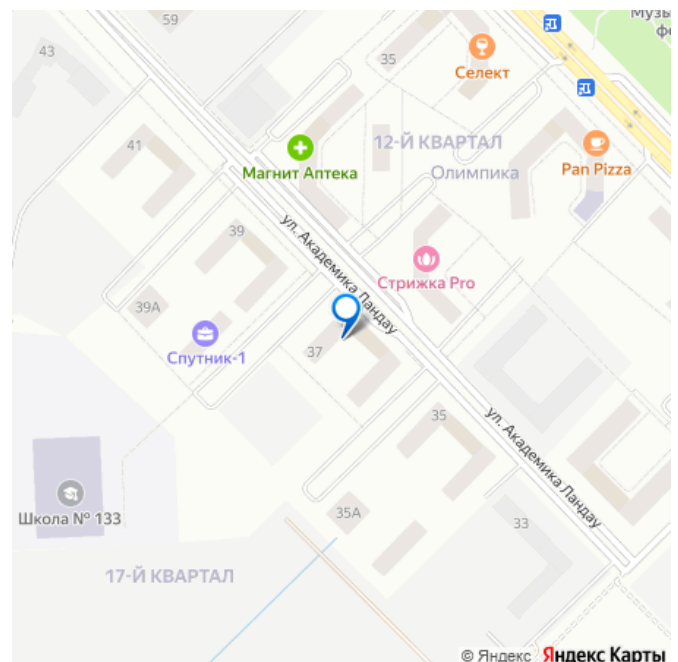 59
Музы
фе
43
35
Селект
12-Й КВАРТАЛ
Олимпика
Pan Pizza
41
Магнит Аптека
ул. Академика Ландау
39
Стрижка Pro
39А
Спутник-1
37
35
ул. Академика Ландау
Школа № 133
35А
33
17-Й КВАРТАЛ
© Яндекс Яндекс Карты